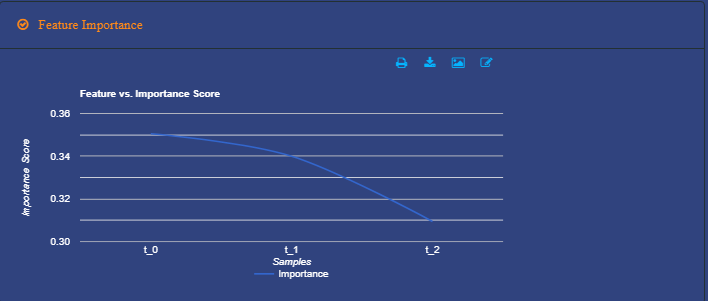 Feature Importance
Feature vs. Importance Score
0.36
0.34
0.32
0.30
Importance Score
t_0 t_1 t_2
Samples
Importance